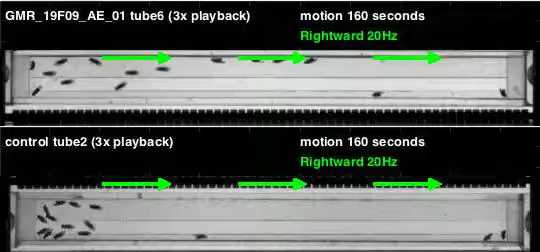 GMR_19F09_AE_01 tube6 (3x playback)
motion 160 seconds
Rightward 20Hz
control tube2 (3x playback)
motion 160 seconds
Rightward 20Hz